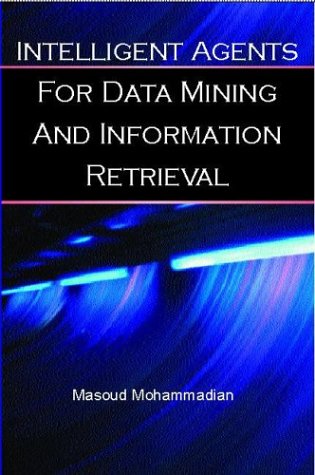 INTELLIGENT AGENTS
FOR DATA MINING
AND INFORMATION
RETRIEVAL
Masoud Mohammadian